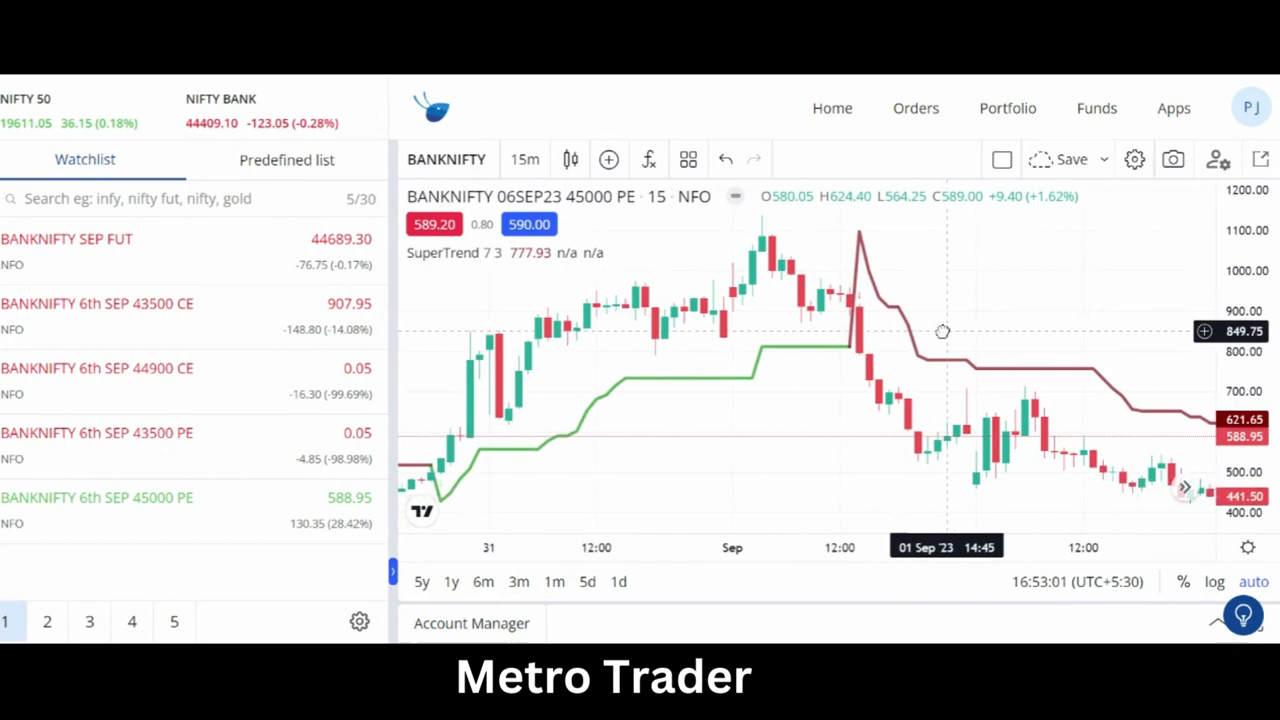 NIFTY 50
19611.05 36.15 (0.18%)
NIFTY BANK
44409.10 -123.05 (-0.28%)
Watchlist
Predefined list
Search eg: infy, nifty fut, nifty, gold 5/30
BANKNIFTY SEP FUT 44689.30
NFO -76.75 (-0.17%)
BANKNIFTY 6th SEP 43500 CE 907.95
NFO -148.80 (-14.08%)
BANKNIFTY 6th SEP 44900 CE 0.05
NFO -16.30 (-99.69%)
BANKNIFTY 6th SEP 43500 PE 0.05
NFO -4.85 (-98.98%)
BANKNIFTY 6th SEP 45000 PE 588.95
NFO 130.35 (28.42%)
1 2 3 4 5
Home Orders Portfolio Funds Apps PJ
BANKNIFTY 15m Save
BANKNIFTY 06SEP23 45000 PE · 15 · NFO O580.05 H624.40 L564.25 C589.00 +9.40 (+1.62%)
589.20 0.80 590.00
SuperTrend 7 3 777.93 n/a n/a
1200.00
1100.00
1000.00
900.00
849.75
800.00
700.00
621.65
588.95
500.00
441.50
400.00
31 12:00 Sep 12:00 01 Sep '23 14:45 12:00
5y 1y 6m 3m 1m 5d 1d 16:53:01 (UTC+5:30) % log auto
Account Manager
Metro Trader